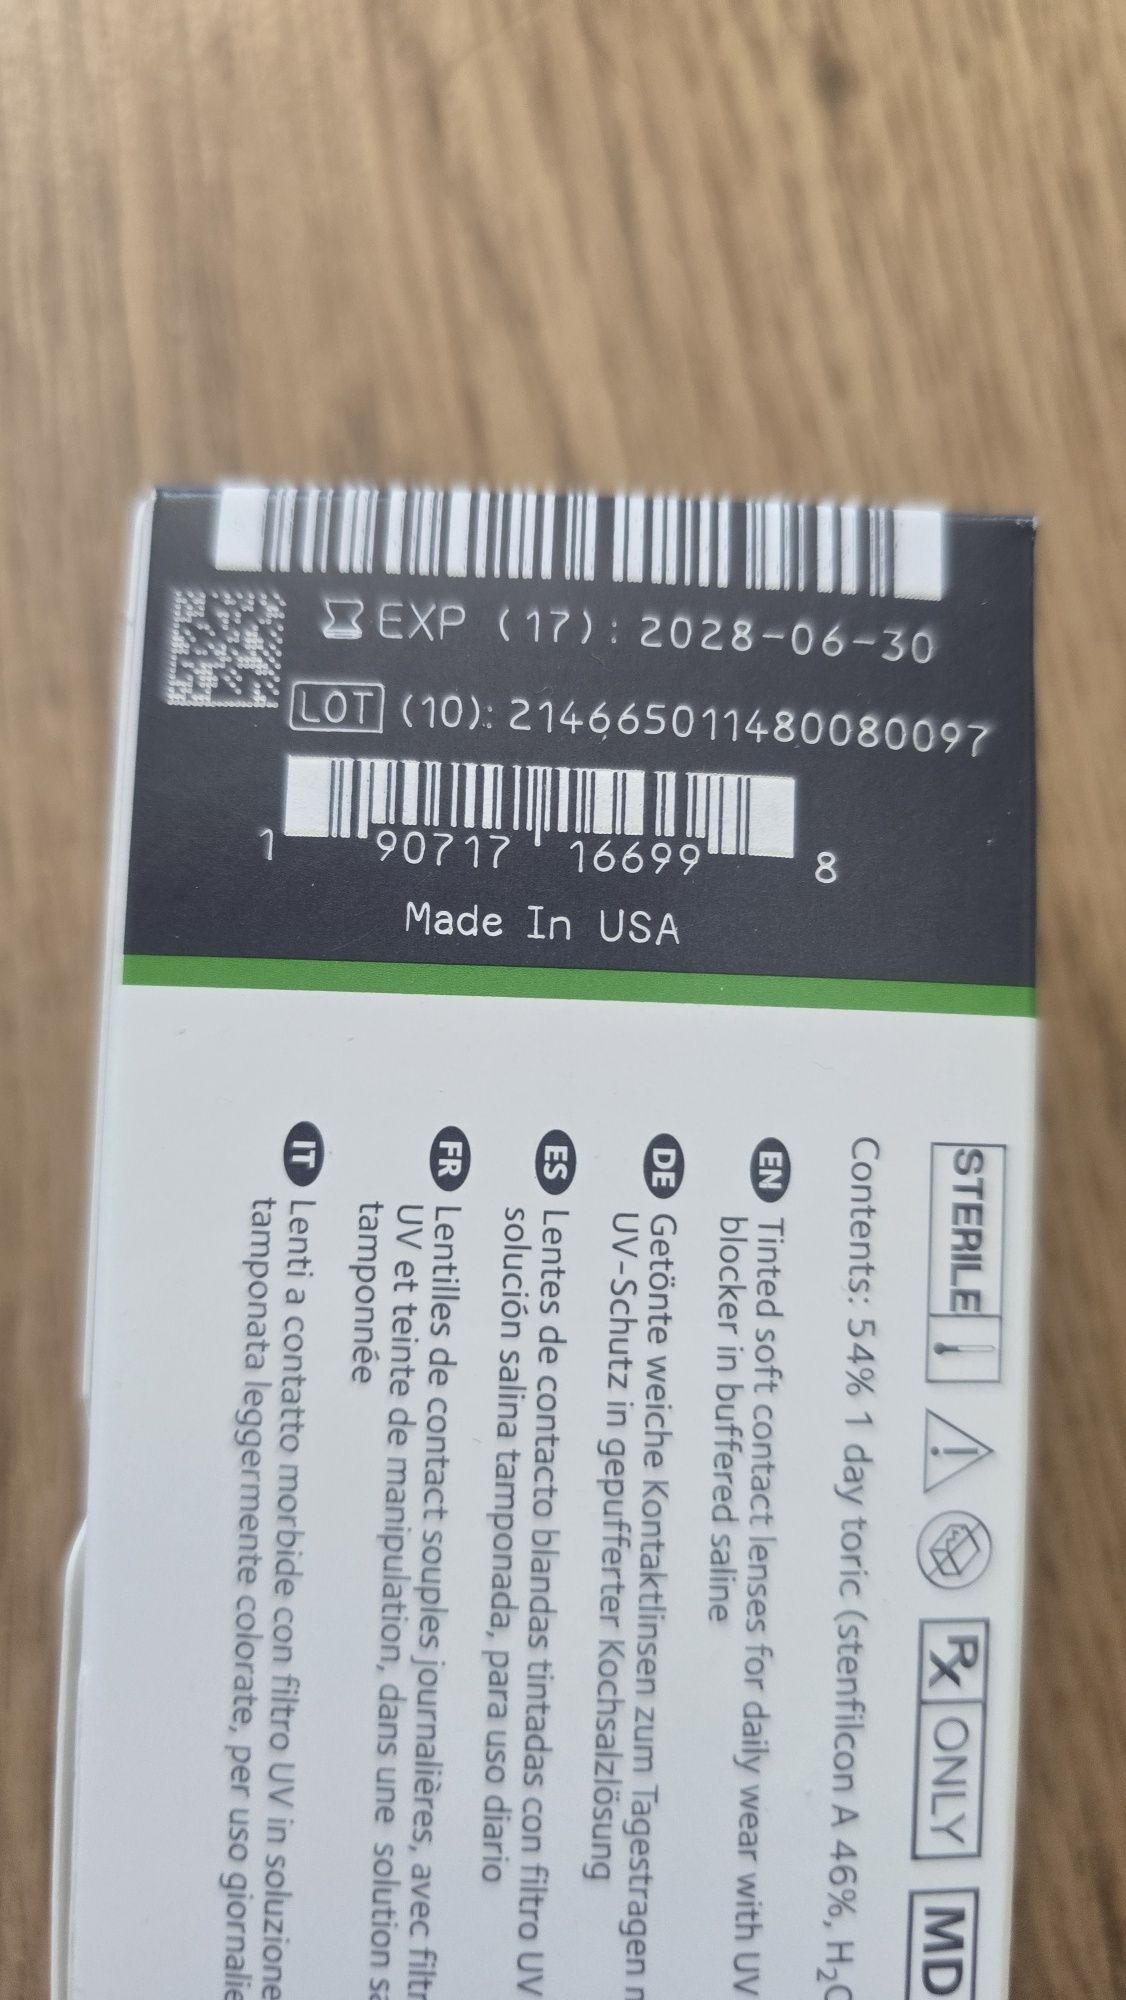 EXP (17): 2028-06-30
LOT (10): 214665011480080097
1 90717 16699 8
Made In USA
STERILE Rx ONLY MD
Contents: 54% 1 day toric (stenfilcon A 46%, H₂O
EN Tinted soft contact lenses for daily wear with UV
blocker in buffered saline
DE Getönte weiche Kontaktlinsen zum Tagestragen
UV-Schutz in gepufferter Kochsalzlösung
ES Lentes de contacto blandas tintadas con filtro UV
solución salina tamponada, para uso diario
FR Lentilles de contact souples journalières, avec
UV et teinte de manipulation, dans une solution
tamponnée
IT Lenti a contatto morbide con filtro UV in soluzione
tamponata leggermente colorate, per uso